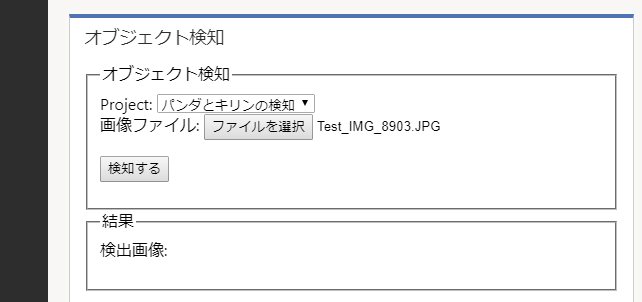 オブジェクト検知
オブジェクト検知
Project: パンダとキリンの検知 ▼
画像ファイル: ファイルを選択 Test_IMG_8903.JPG
検知する
結果
検出画像: